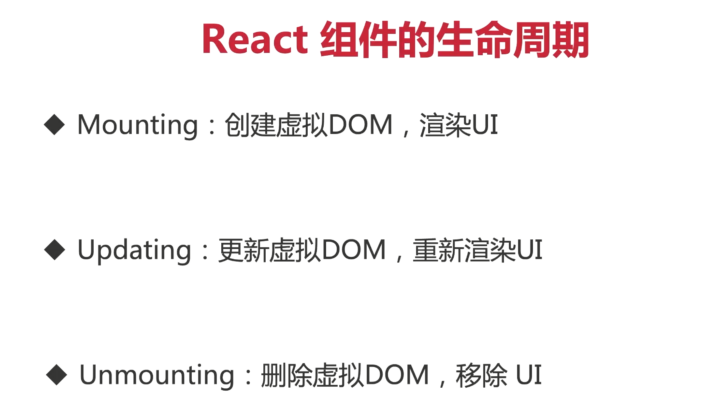 React 组件的生命周期
◆ Mounting：创建虚拟DOM，渲染UI
◆ Updating：更新虚拟DOM，重新渲染UI
◆ Unmounting：删除虚拟DOM，移除 UI